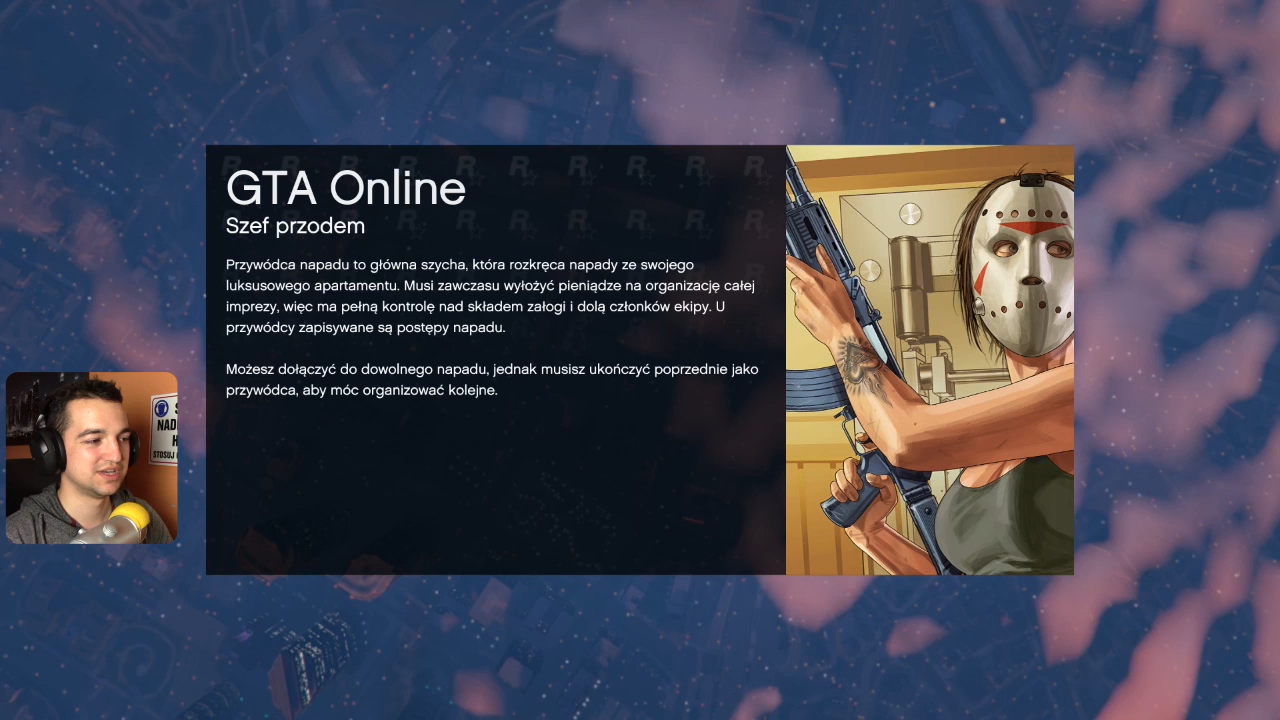 GTA Online
Szef przodem
Przywódca napadu to główna szycha, która rozkręca napady ze swojego
luksusowego apartamentu. Musi zawczasu wyłożyć pieniądze na organizację całej
imprezy, więc ma pełną kontrolę nad składem załogi i dolą członków ekipy. U
przywódcy zapisywane są postępy napadu.
Możesz dołączyć do dowolnego napadu, jednak musisz ukończyć poprzednie jako
przywódca, aby móc organizować kolejne.